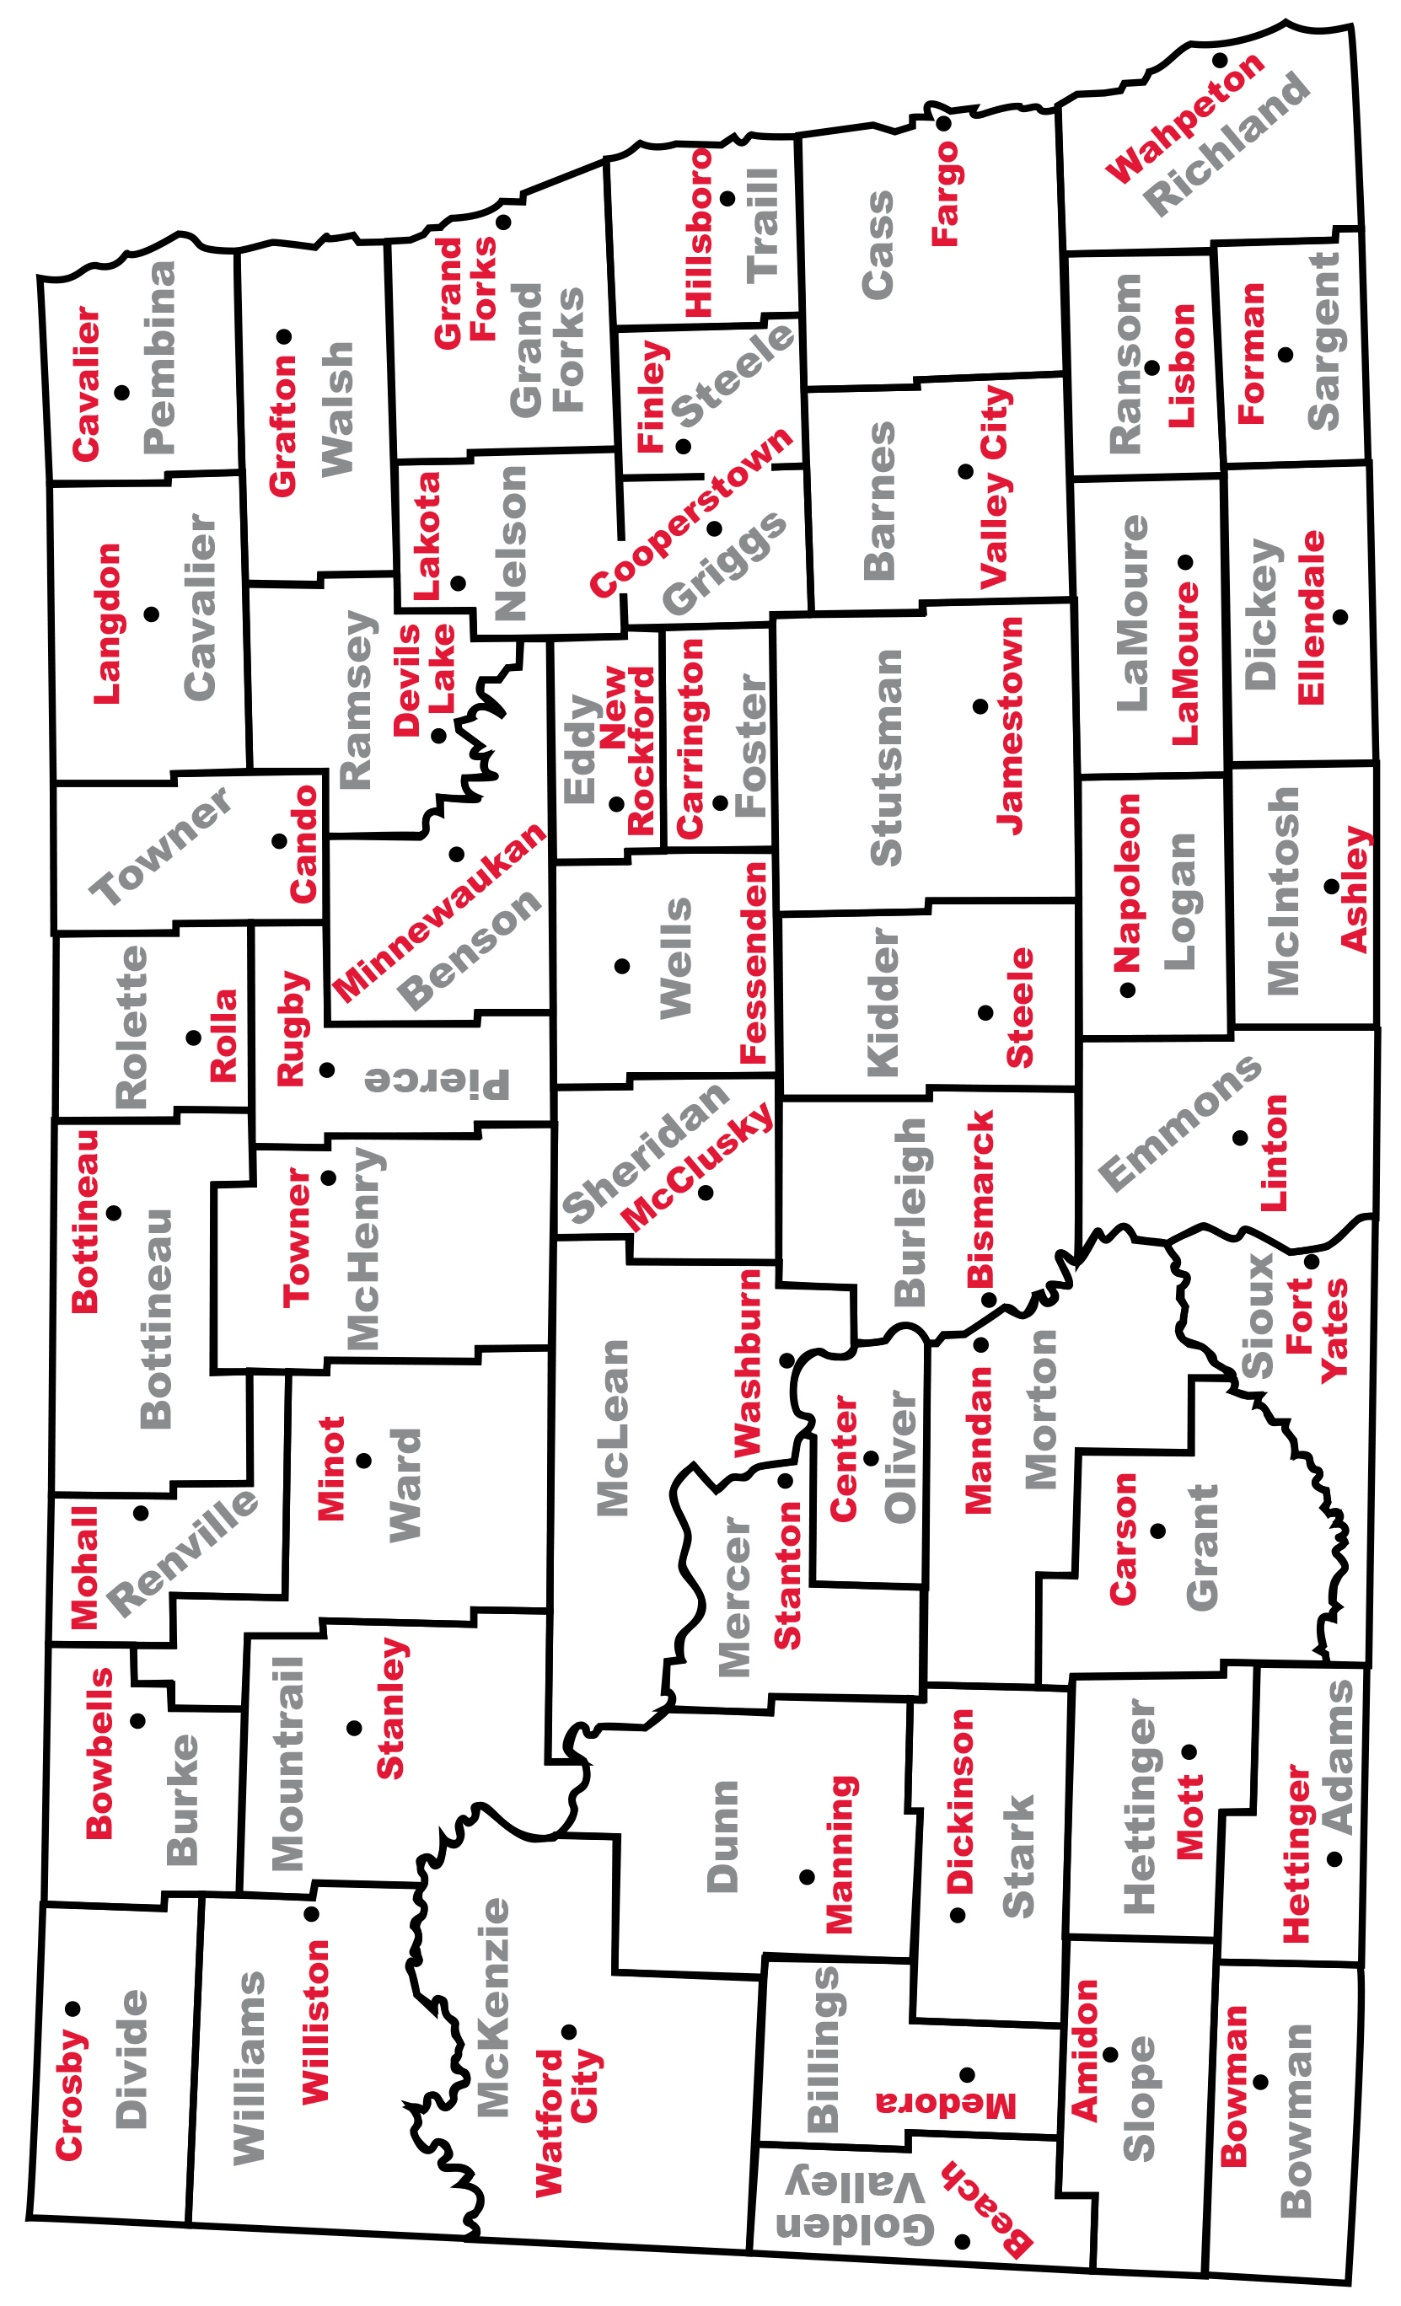 Crosby
Divide
Bowbells
Burke
Mohall
Renville
Bottineau
Bottineau
Rolette
Rolla
Towner
Cando
Langdon
Cavalier
Cavalier
Pembina
Williams
Williston
Mountrail
Stanley
Minot
Ward
Towner
McHenry
Rugby
Pierce
Minnewaukan
Benson
Ramsey
Devils
Lake
Grafton
Walsh
Lakota
Nelson
Grand
Forks
Grand
Forks
McKenzie
Watford
City
Dunn
Manning
Mercer
Stanton
McLean
Washburn
Center
Oliver
Sheridan
McClusky
Wells
Fessenden
Eddy
New
Rockford
Carrington
Foster
Cooperstown
Griggs
Finley
Steele
Hillsboro
Traill
Golden
Valley
Beach
Billings
Medora
Dickinson
Stark
Mandan
Morton
Burleigh
Bismarck
Kidder
Steele
Stutsman
Jamestown
Barnes
Valley City
Cass
Fargo
Amidon
Slope
Hettinger
Mott
Carson
Grant
Sioux
Fort
Yates
Emmons
Linton
Napoleon
Logan
LaMoure
LaMoure
Ransom
Lisbon
Wahpeton
Richland
Bowman
Bowman
Hettinger
Adams
McIntosh
Ashley
Dickey
Ellendale
Forman
Sargent